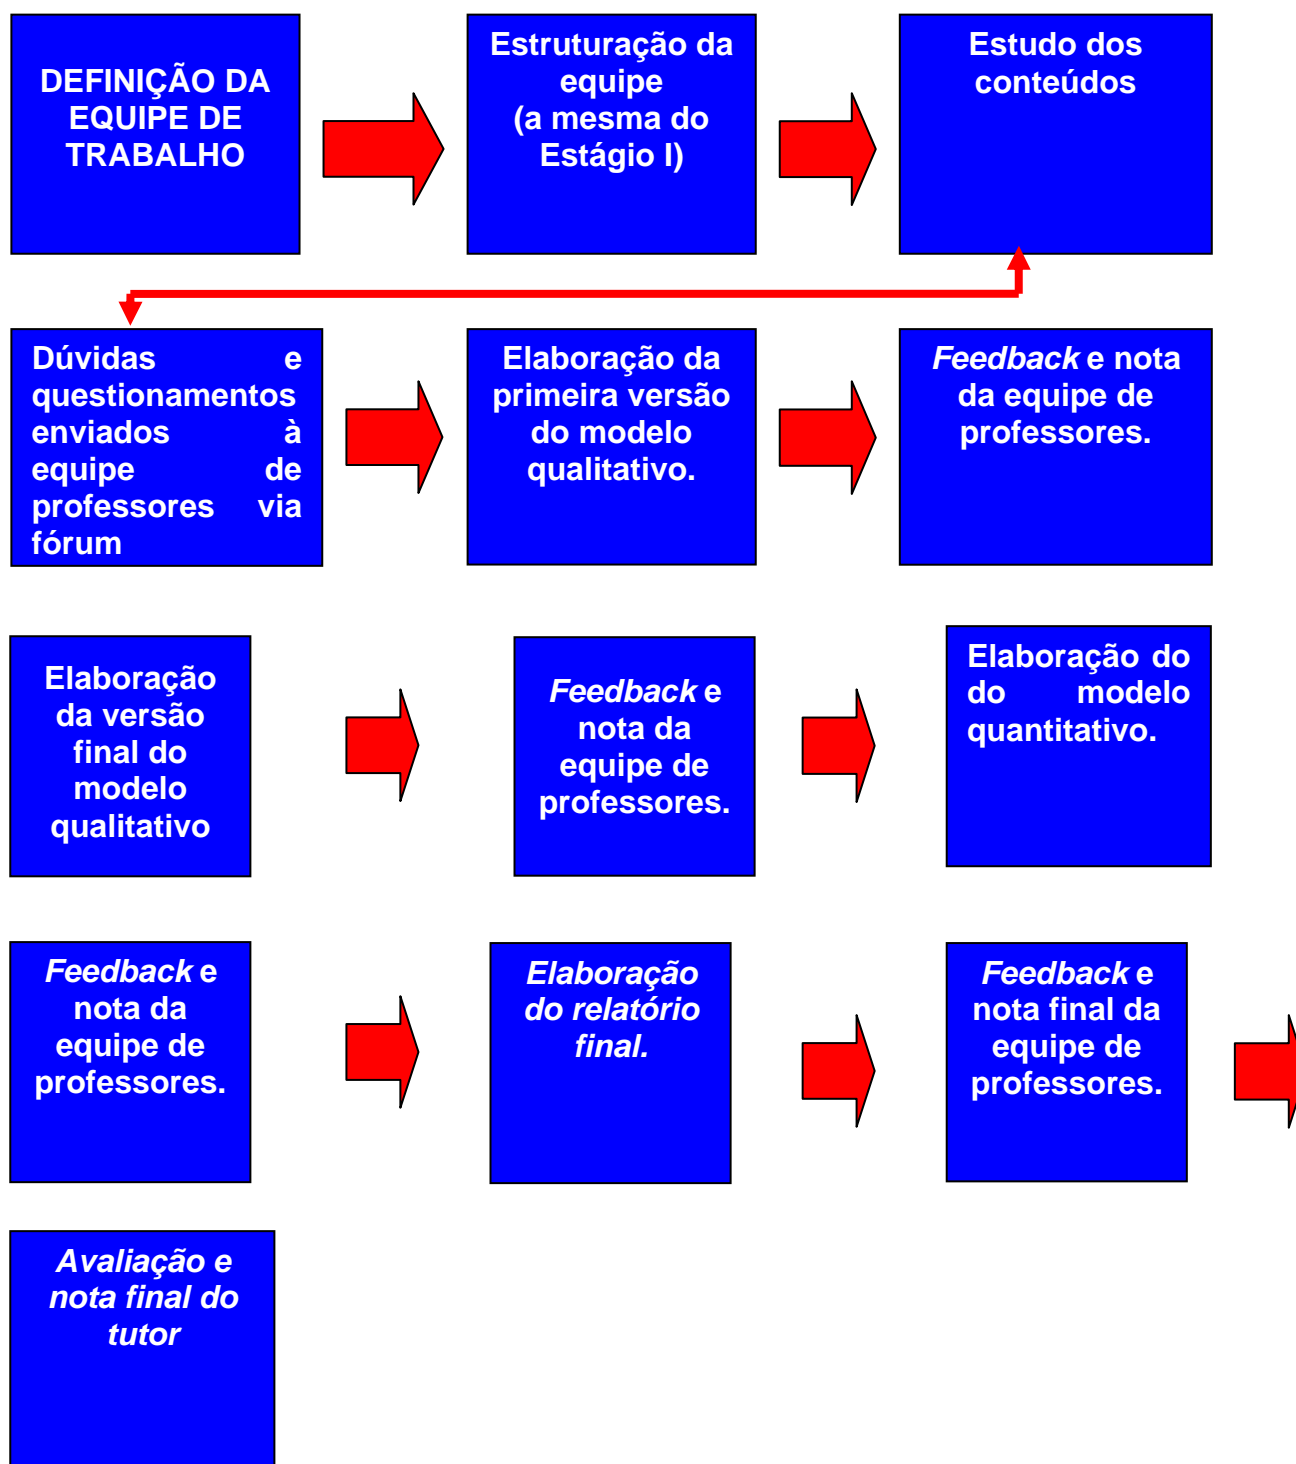 DEFINIÇÃO DA
EQUIPE DE
TRABALHO
Estruturação da
equipe
(a mesma do
Estágio I)
Estudo dos
conteúdos
Dúvidas e
questionamentos
enviados à
equipe de
professores via
fórum
Elaboração da
primeira versão
do modelo
qualitativo.
Feedback e nota
da equipe de
professores.
Elaboração
da versão
final do
modelo
qualitativo
Feedback e
nota da
equipe de
professores.
Elaboração do
do modelo
quantitativo.
Feedback e
nota da
equipe de
professores.
Elaboração
do relatório
final.
Feedback e
nota final da
equipe de
professores.
Avaliação e
nota final do
tutor